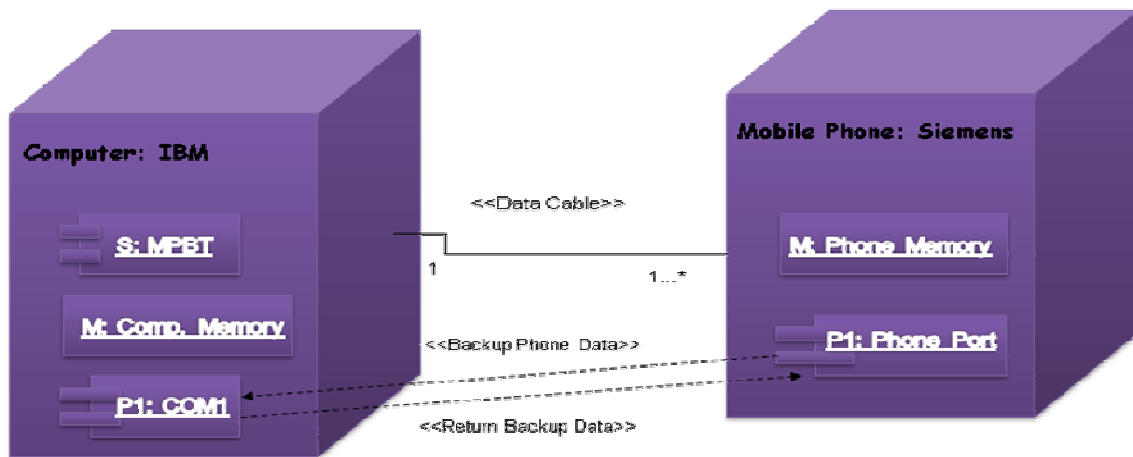 Computer: IBM
S: MPBT
M: Comp. Memory
P1: COM1
<<Data Cable>>
1
1...*
<<Backup Phone Data>>
<<Return Backup Data>>
Mobile Phone: Siemens
M: Phone Memory
P1: Phone Port